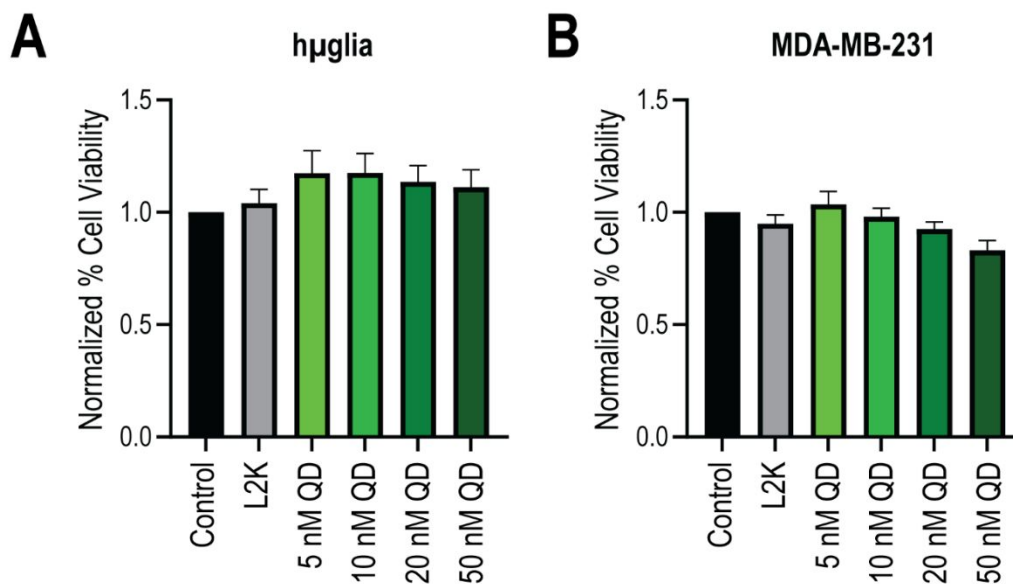 A
hµglia
Normalized % Cell Viability
1.5
1.0
0.5
0.0
Control
L2K
5 nM QD
10 nM QD
20 nM QD
50 nM QD
B
MDA-MB-231
Normalized % Cell Viability
1.5
1.0
0.5
0.0
Control
L2K
5 nM QD
10 nM QD
20 nM QD
50 nM QD